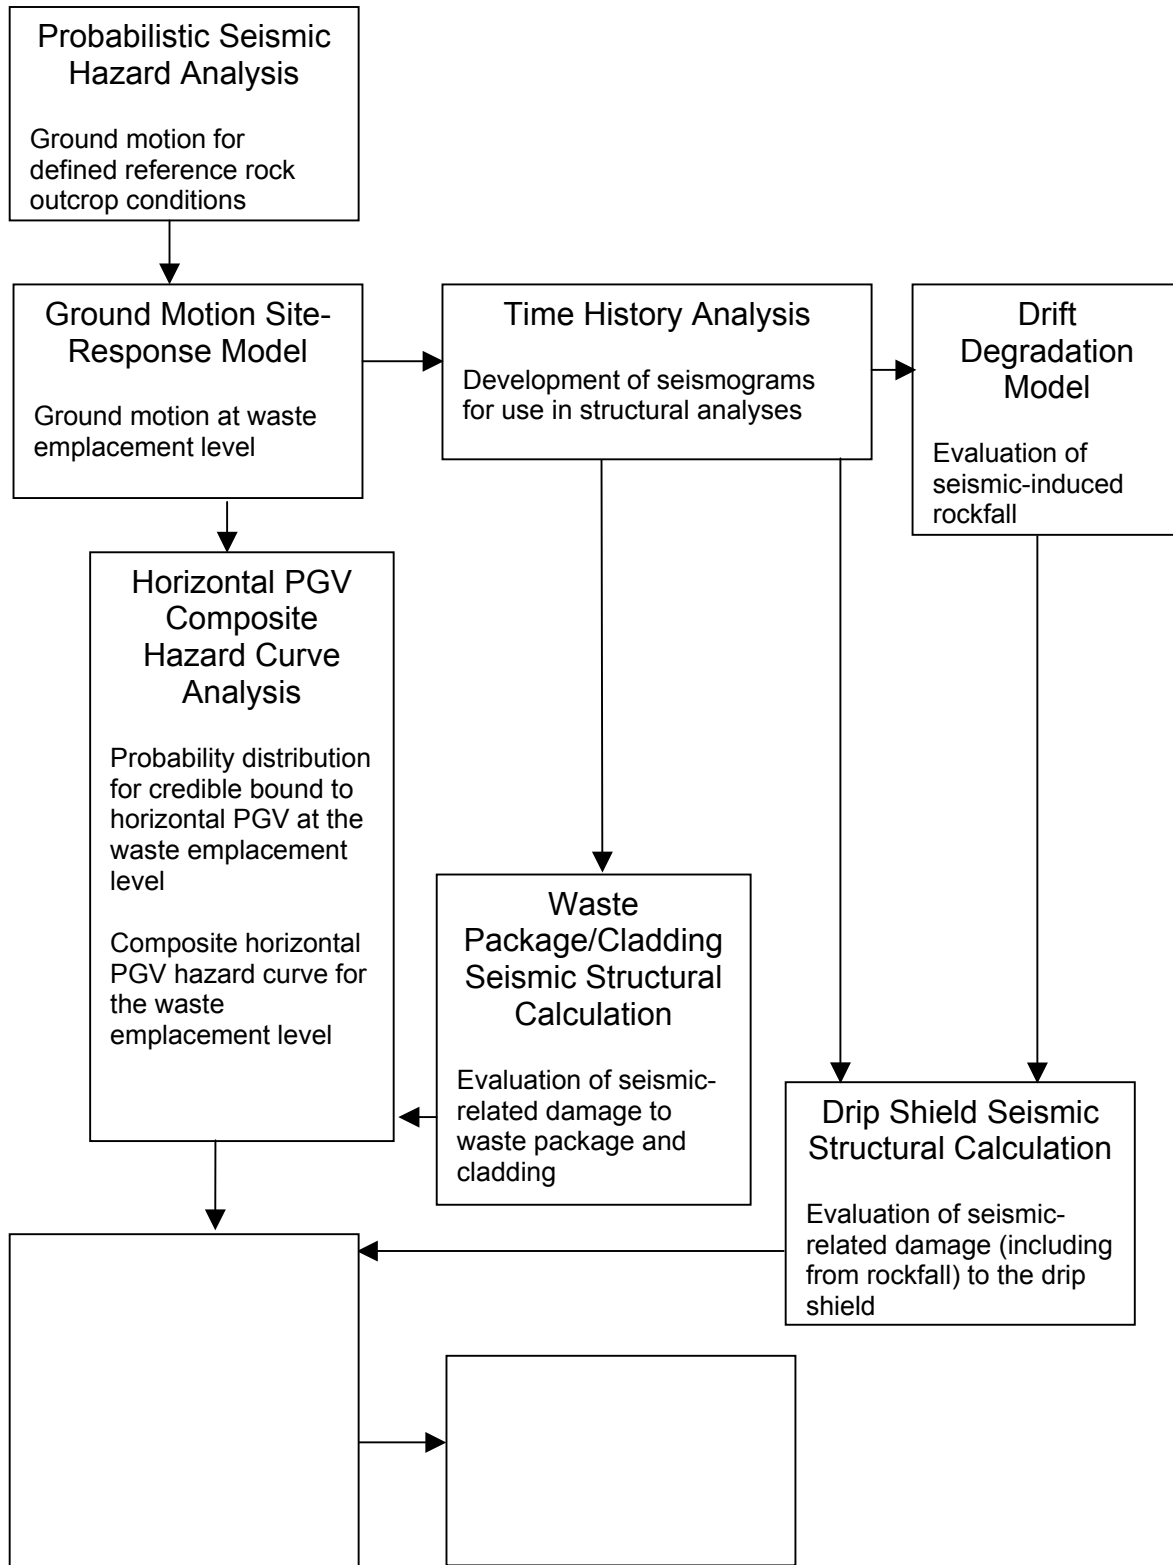 Probabilistic Seismic
Hazard Analysis
Ground motion for
defined reference rock
outcrop conditions
Ground Motion Site-
Response Model
Ground motion at waste
emplacement level
Time History Analysis
Development of seismograms
for use in structural analyses
Drift
Degradation
Model
Evaluation of
seismic-induced
rockfall
Horizontal PGV
Composite
Hazard Curve
Analysis
Probability distribution
for credible bound to
horizontal PGV at the
waste emplacement
level
Composite horizontal
PGV hazard curve for
the waste
emplacement level
Waste
Package/Cladding
Seismic Structural
Calculation
Evaluation of seismic-
related damage to
waste package and
cladding
Drip Shield Seismic
Structural Calculation
Evaluation of seismic-
related damage (including
from rockfall) to the drip
shield